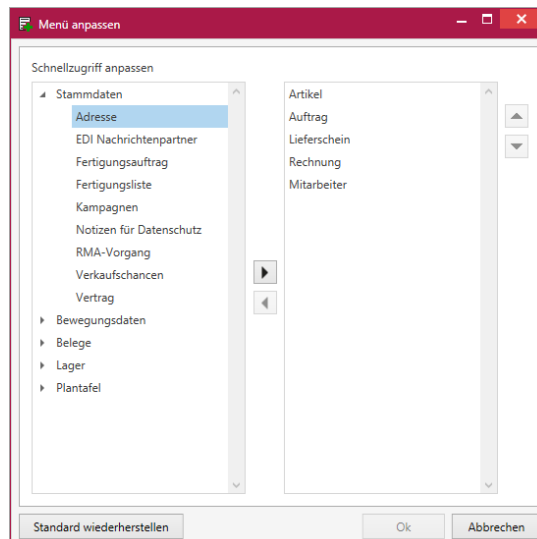 Menü anpassen
Schnellzugriff anpassen
Stammdaten
Adresse
EDI Nachrichtenpartner
Fertigungsauftrag
Fertigungsliste
Kampagnen
Notizen für Datenschutz
RMA-Vorgang
Verkaufschancen
Vertrag
Bewegungsdaten
Belege
Lager
Plantafel
Artikel
Auftrag
Lieferschein
Rechnung
Mitarbeiter
Standard wiederherstellen
Ok
Abbrechen